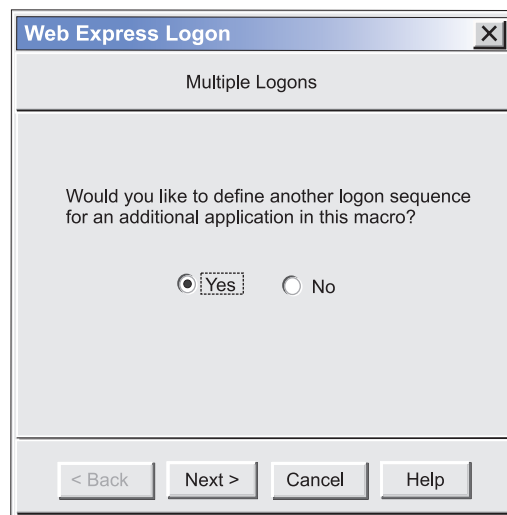 Web Express Logon
Multiple Logons
Would you like to define another logon sequence
for an additional application in this macro?
Yes No
< Back Next > Cancel Help